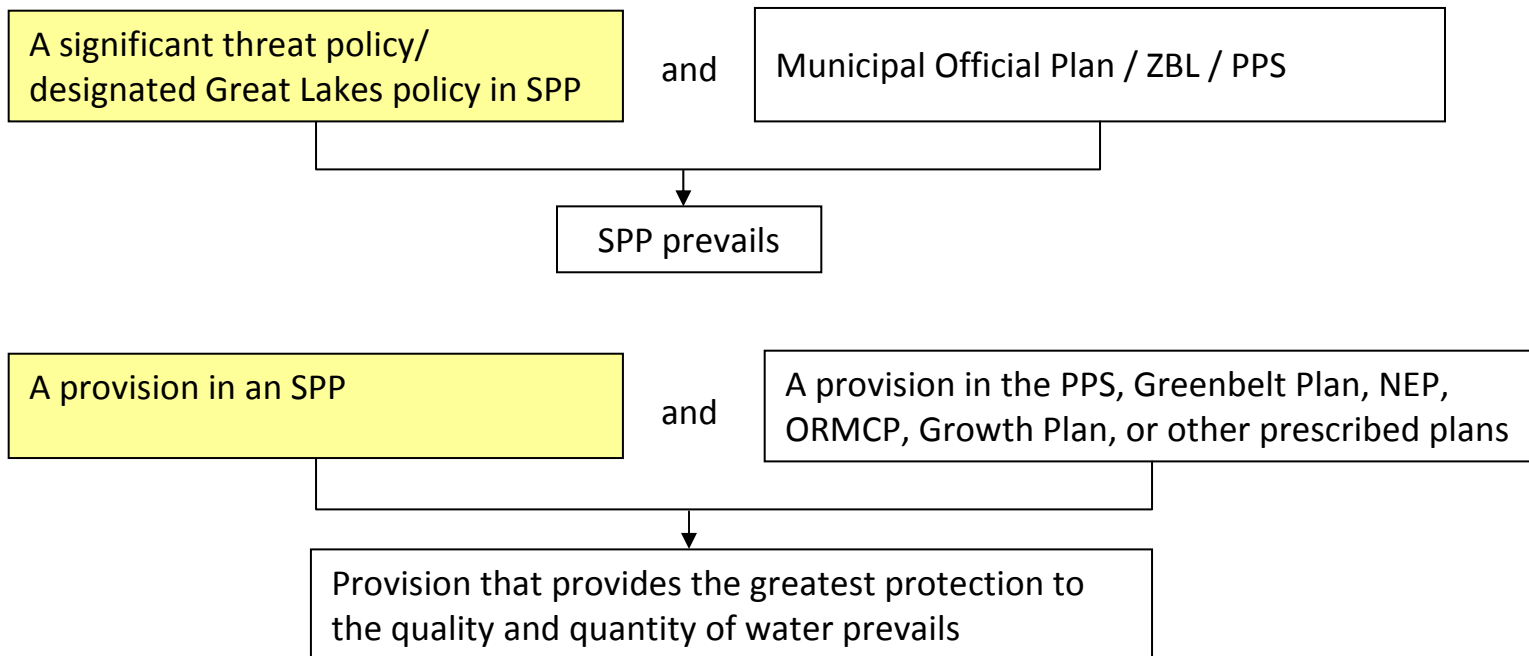 A significant threat policy/
designated Great Lakes policy in SPP
and
Municipal Official Plan / ZBL / PPS
SPP prevails
A provision in an SPP
and
A provision in the PPS, Greenbelt Plan, NEP,
ORMCP, Growth Plan, or other prescribed plans
Provision that provides the greatest protection to
the quality and quantity of water prevails